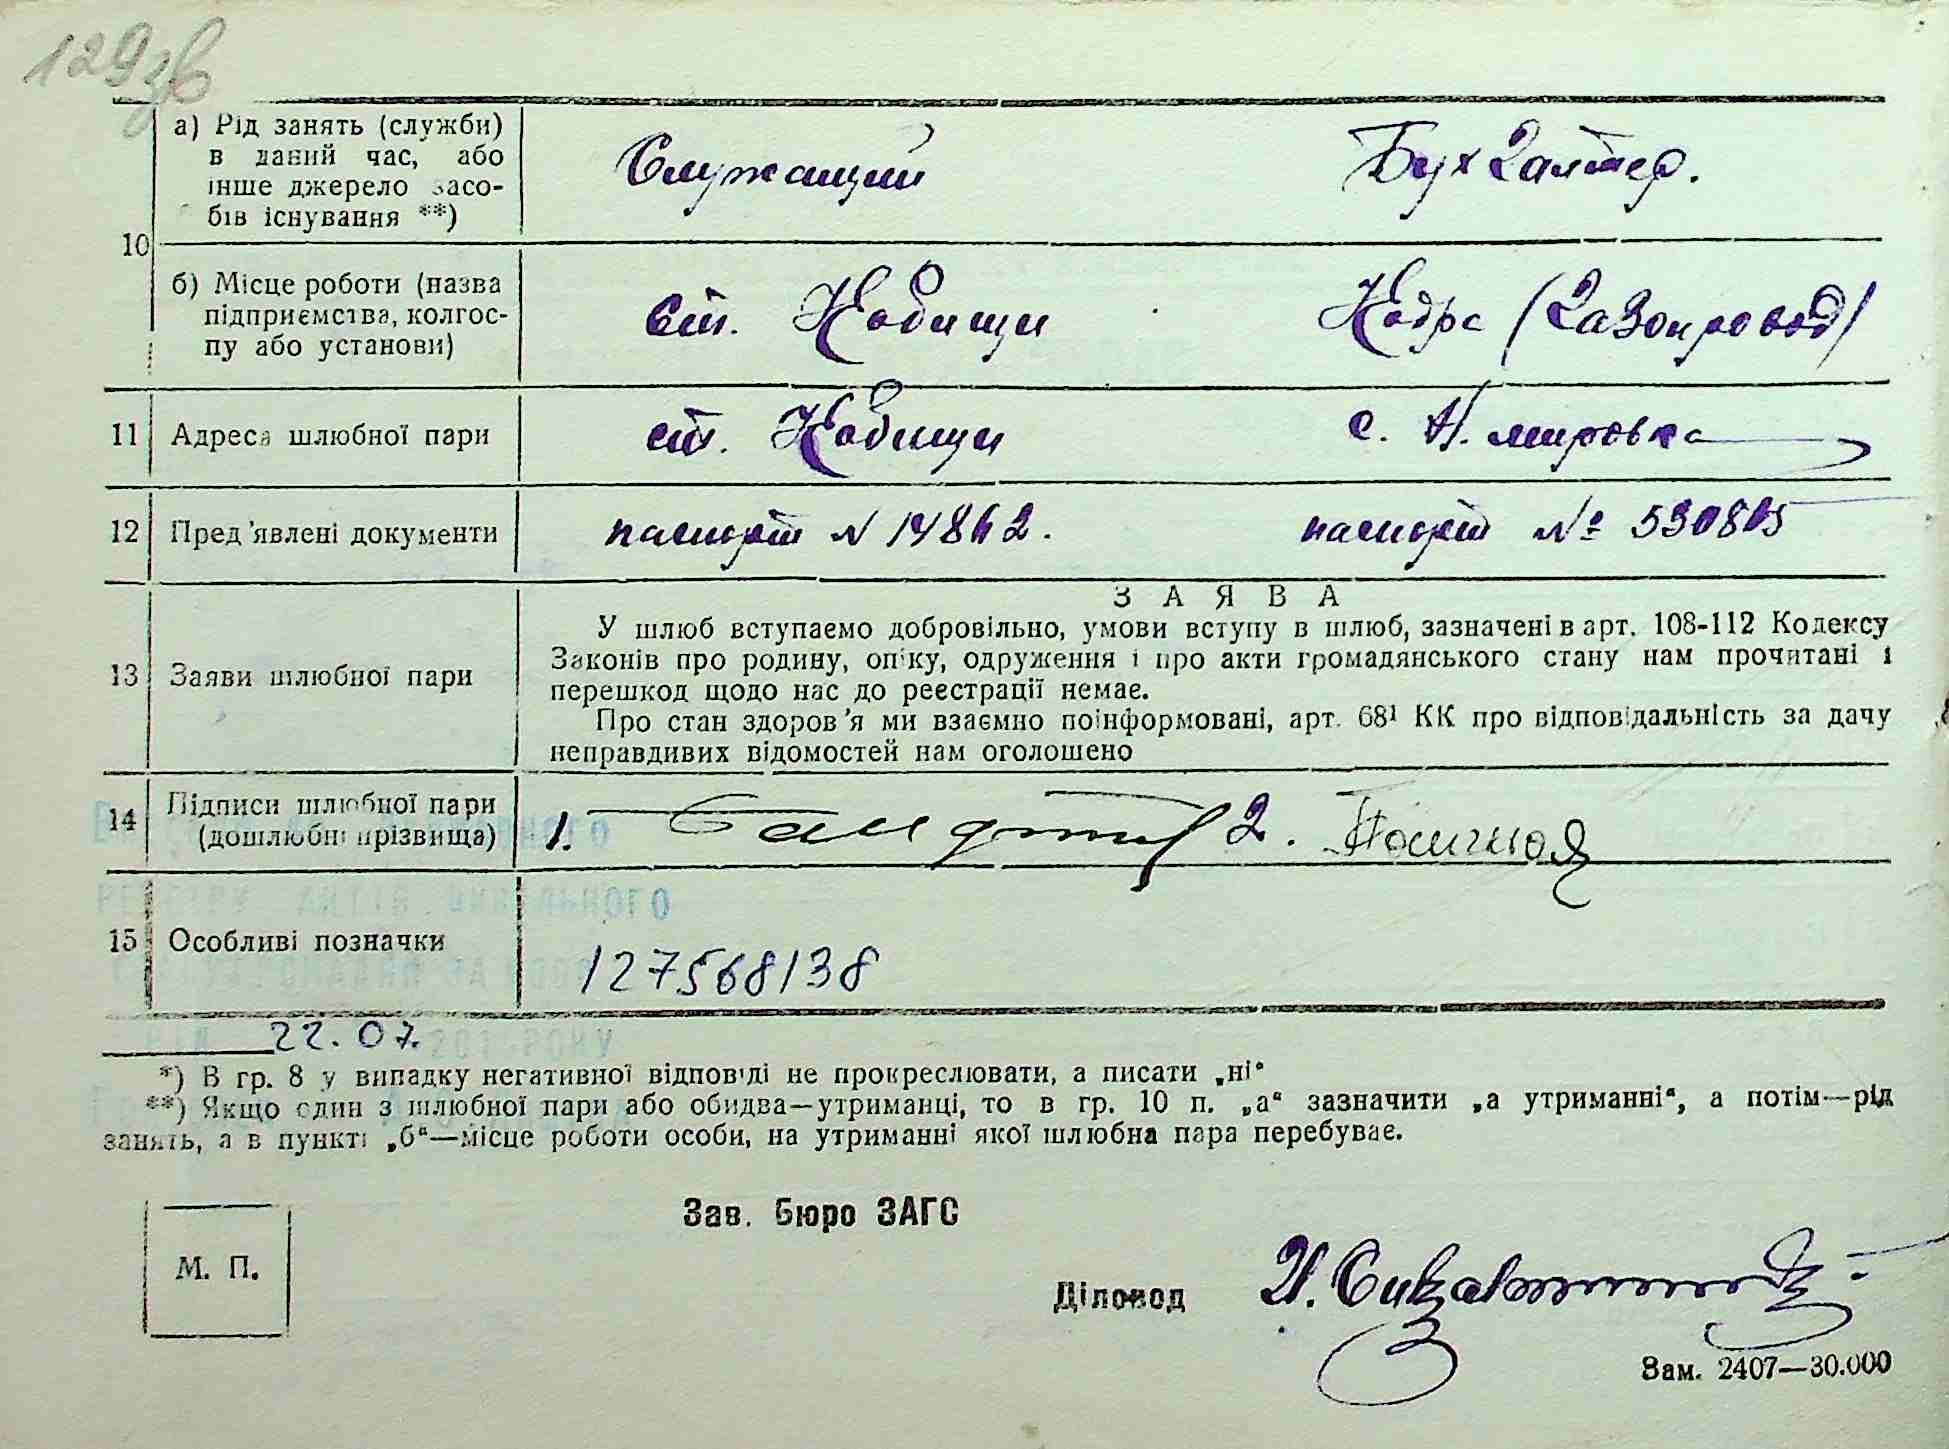 129зв
а) Рід занять (служби)
в даний час, або
інше джерело засо-
бів існування **)
Служащий
Бухгалтер.
10
б) Місце роботи (назва
підприємства, колгос-
пу або установи)
ст. Кобищи
Кодра (Газопровод)
11
Адреса шлюбної пари
ст. Кобищи
с. Н.мировка
12
Пред'явлені документи
паспорт N 14862.
паспорт № 530805
13
Заяви шлюбної пари
ЗАЯВА
У шлюб вступаємо добровільно, умови вступу в шлюб, зазначені в арт. 108-112 Кодексу
Законів про родину, опіку, одруження і про акти громадянського стану нам прочитані і
перешкод щодо нас до реєстрації немає.
Про стан здоров'я ми взаємно поінформовані, арт. 68¹ КК про відповідальність за дачу
неправдивих відомостей нам оголошено
14
Підписи шлюбної пари
(дошлюбні прізвища)
1.
2.
15
Особливі позначки
127568138
22.07.
*) В гр. 8 у випадку негативної відповіді не прокреслювати, а писати „ні“
**) Якщо один з шлюбної пари або обидва—утриманці, то в гр. 10 п. „а“ зазначити „а утриманні“, а потім—рід
занять, а в пункті „б“—місце роботи особи, на утриманні якої шлюбна пара перебуває.
Зав. бюро ЗАГС
М. П.
Діловод
Зам. 2407—30.000